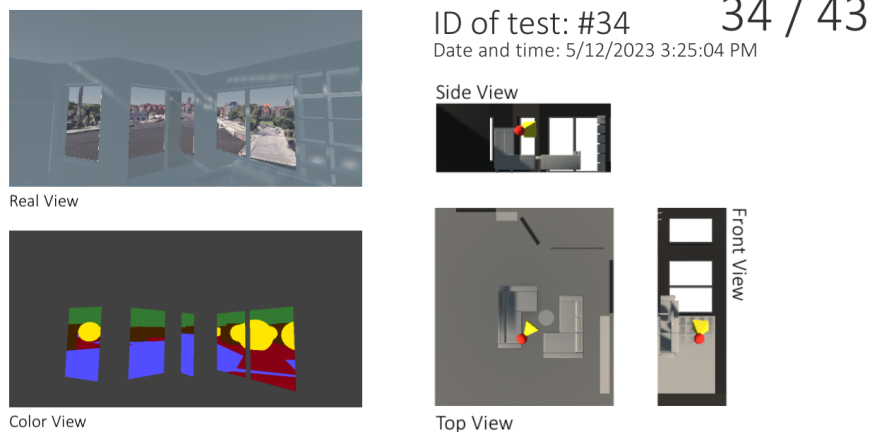 ID of test: #34
34 / 43
Date and time: 5/12/2023 3:25:04 PM
Side View
Real View
Front View
Color View
Top View